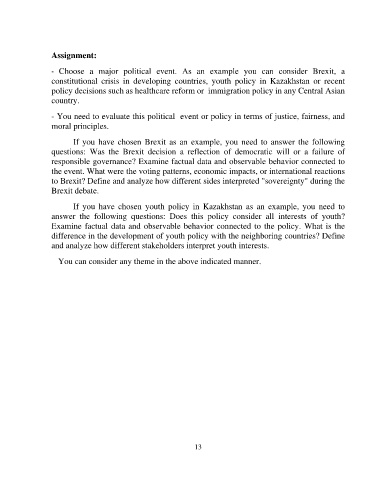 Assignment:
- Choose a major political event. As an example you can consider Brexit, a
constitutional crisis in developing countries, youth policy in Kazakhstan or recent
policy decisions such as healthcare reform or immigration policy in any Central Asian
country.
- You need to evaluate this political event or policy in terms of justice, fairness, and
moral principles.
If you have chosen Brexit as an example, you need to answer the following
questions: Was the Brexit decision a reflection of democratic will or a failure of
responsible governance? Examine factual data and observable behavior connected to
the event. What were the voting patterns, economic impacts, or international reactions
to Brexit? Define and analyze how different sides interpreted "sovereignty" during the
Brexit debate.
If you have chosen youth policy in Kazakhstan as an example, you need to
answer the following questions: Does this policy consider all interests of youth?
Examine factual data and observable behavior connected to the policy. What is the
difference in the development of youth policy with the neighboring countries? Define
and analyze how different stakeholders interpret youth interests.
You can consider any theme in the above indicated manner.
13